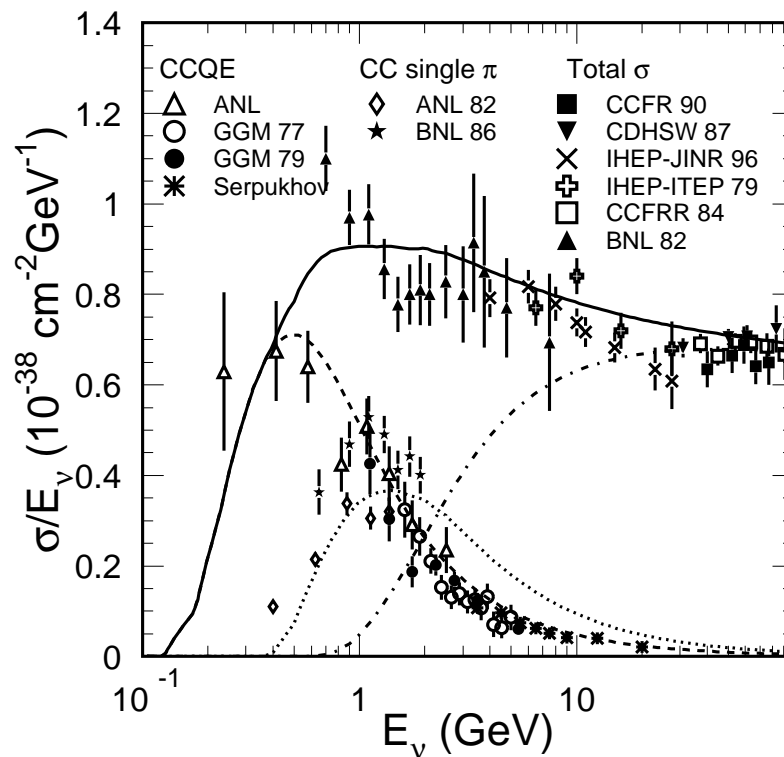 1.4
1.2
1
0.8
0.6
0.4
0.2
0
σ/Eν (10⁻³⁸ cm⁻²GeV⁻¹)
CCQE
ANL
GGM 77
GGM 79
Serpukhov
CC single π
ANL 82
BNL 86
Total σ
CCFR 90
CDHSW 87
IHEP-JINR 96
IHEP-ITEP 79
CCFRR 84
BNL 82
10⁻¹ 1 10
Eν (GeV)